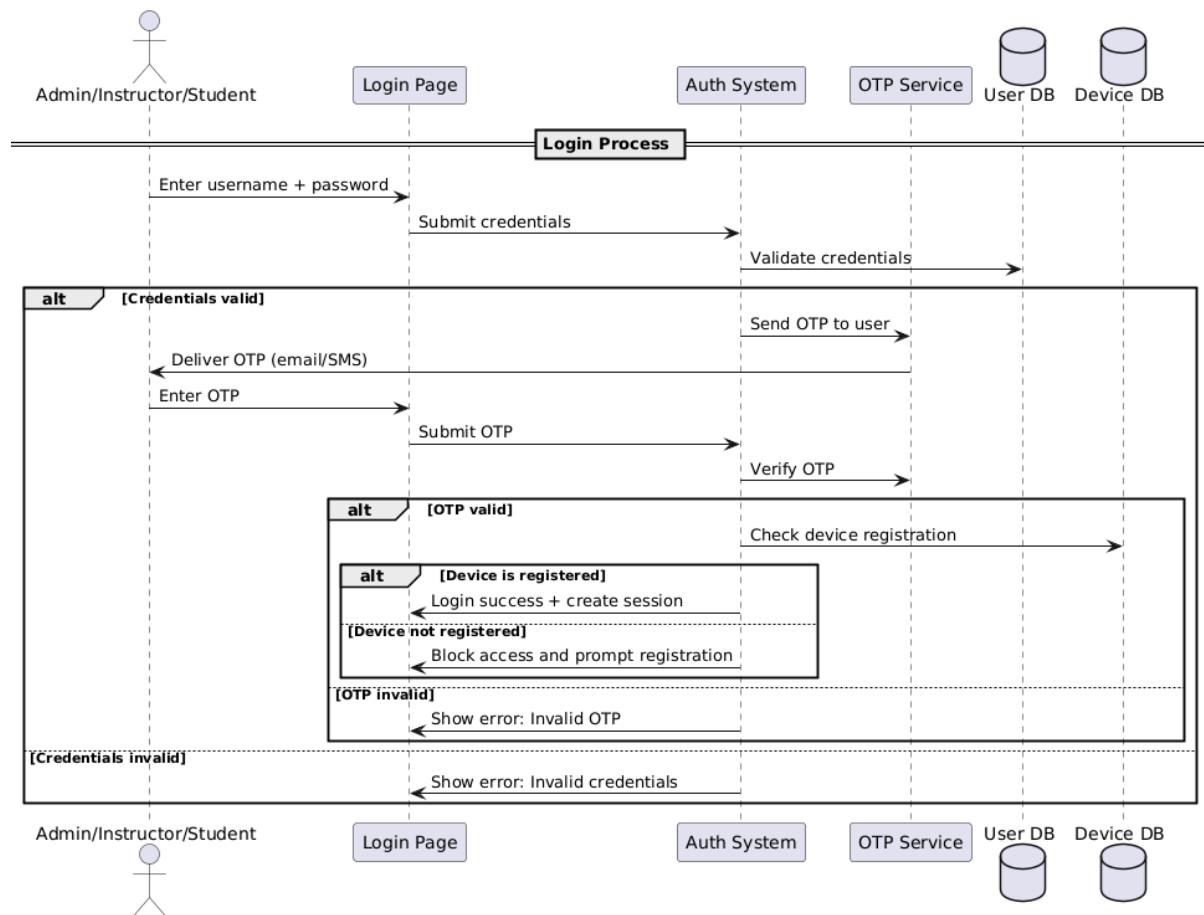 Admin/Instructor/Student
Login Page
Auth System
OTP Service
User DB
Device DB
Login Process
Enter username + password
Submit credentials
Validate credentials
alt
[Credentials valid]
Send OTP to user
Deliver OTP (email/SMS)
Enter OTP
Submit OTP
Verify OTP
alt
[OTP valid]
Check device registration
alt
[Device is registered]
Login success + create session
[Device not registered]
Block access and prompt registration
[OTP invalid]
Show error: Invalid OTP
[Credentials invalid]
Show error: Invalid credentials
Admin/Instructor/Student
Login Page
Auth System
OTP Service
User DB
Device DB